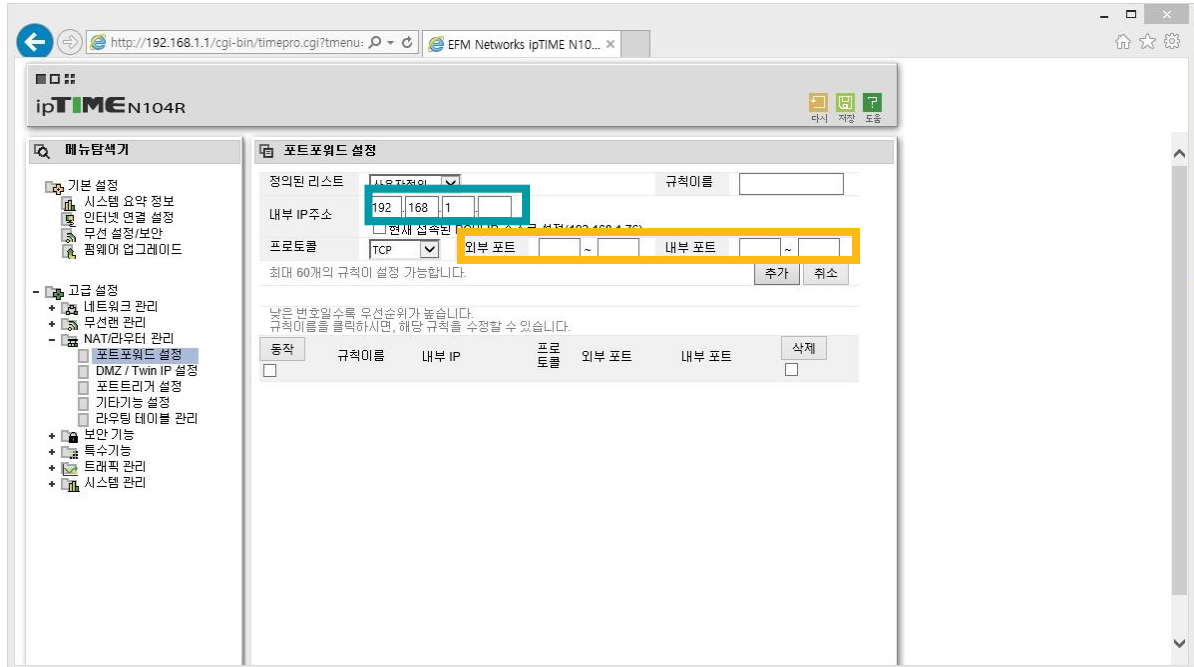 http://192.168.1.1/cgi-bin/timepro.cgi?tmenu:
EFM Networks ipTIME N10...
ipTIME N104R
다시 저장 도움
메뉴탐색기
기본 설정
시스템 요약 정보
인터넷 연결 설정
무선 설정/보안
펌웨어 업그레이드
고급 설정
네트워크 관리
무선랜 관리
NAT/라우터 관리
포트포워드 설정
DMZ / Twin IP 설정
포트트리거 설정
기타기능 설정
라우팅 테이블 관리
보안 기능
특수기능
트래픽 관리
시스템 관리
포트포워드 설정
정의된 리스트 사용자정의 규칙이름
내부 IP주소 192 . 168 . 1 .
현재 접속된
프로토콜 TCP 외부 포트 ~ 내부 포트 ~
최대 60개의 규칙이 설정 가능합니다. 추가 취소
낮은 번호일수록 우선순위가 높습니다.
규칙이름을 클릭하시면, 해당 규칙을 수정할 수 있습니다.
동작 규칙이름 내부 IP 프로토콜 외부 포트 내부 포트 삭제